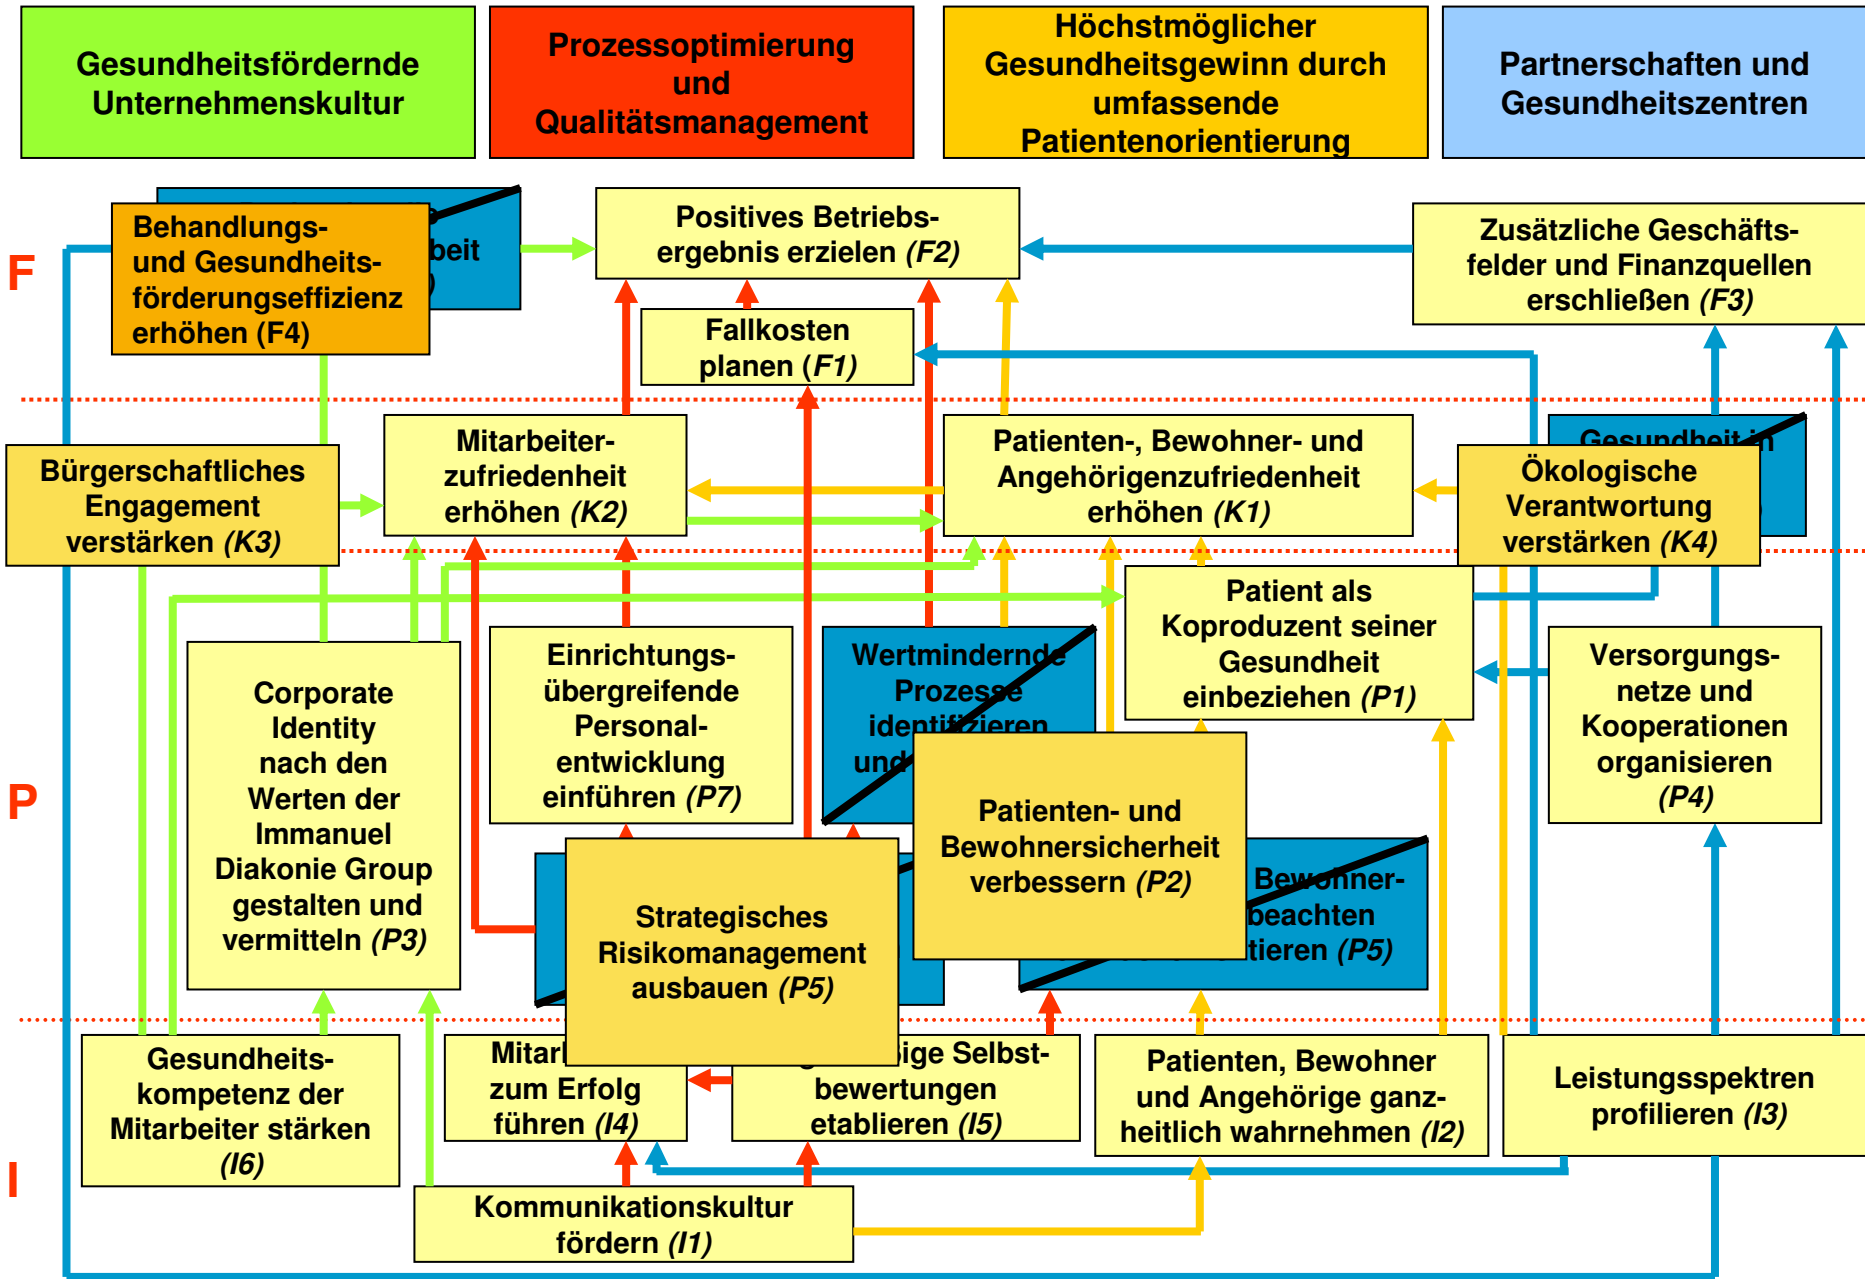 Gesundheitsfördernde
Unternehmenskultur
Prozessoptimierung
und
Qualitätsmanagement
Höchstmöglicher
Gesundheitsgewinn durch
umfassende
Patientenorientierung
Partnerschaften und
Gesundheitszentren
F
Behandlungs-
und Gesundheits-
förderungseffizienz
erhöhen (F4)
beit
Positives Betriebs-
ergebnis erzielen (F2)
Zusätzliche Geschäfts-
felder und Finanzquellen
erschließen (F3)
Fallkosten
planen (F1)
Bürgerschaftliches
Engagement
verstärken (K3)
Mitarbeiter-
zufriedenheit
erhöhen (K2)
Patienten-, Bewohner- und
Angehörigenzufriedenheit
erhöhen (K1)
Gesundheit in
Ökologische
Verantwortung
verstärken (K4)
P
Corporate
Identity
nach den
Werten der
Immanuel
Diakonie Group
gestalten und
vermitteln (P3)
Einrichtungs-
übergreifende
Personal-
entwicklung
einführen (P7)
Wertmindernde
Prozesse
identifizieren
und
Patient als
Koproduzent seiner
Gesundheit
einbeziehen (P1)
Versorgungs-
netze und
Kooperationen
organisieren
(P4)
Strategisches
Risikomanagement
ausbauen (P5)
Patienten- und
Bewohnersicherheit
verbessern (P2)
Bewohner-
beachten
tieren (P5)
I
Gesundheits-
kompetenz der
Mitarbeiter stärken
(I6)
Mitar
zum Erfolg
führen (I4)
ige Selbst-
bewertungen
etablieren (I5)
Patienten, Bewohner
und Angehörige ganz-
heitlich wahrnehmen (I2)
Leistungsspektren
profilieren (I3)
Kommunikationskultur
fördern (I1)